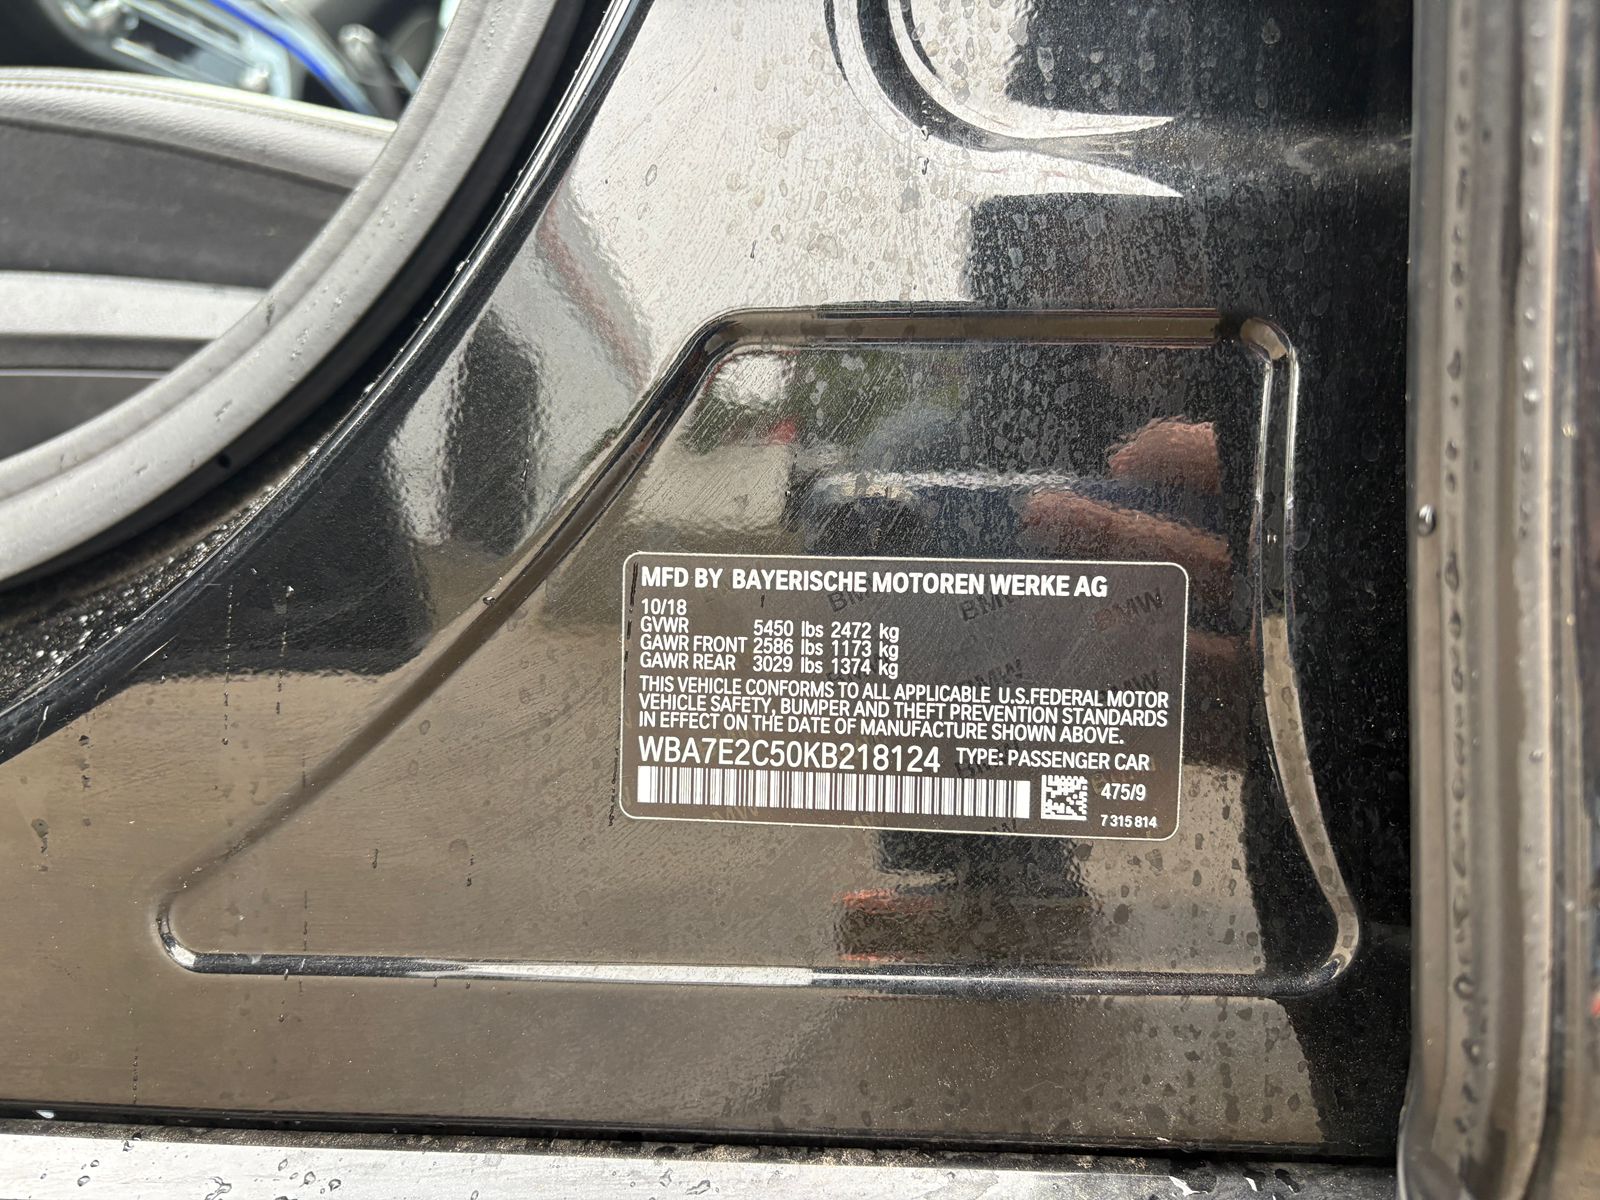 MFD BY BAYERISCHE MOTOREN WERKE AG
10/18
GVWR 5450 lbs 2472 kg
GAWR FRONT 2586 lbs 1173 kg
GAWR REAR 3029 lbs 1374 kg
THIS VEHICLE CONFORMS TO ALL APPLICABLE U.S.FEDERAL MOTOR
VEHICLE SAFETY, BUMPER AND THEFT PREVENTION STANDARDS
IN EFFECT ON THE DATE OF MANUFACTURE SHOWN ABOVE.
WBA7E2C50KB218124 TYPE: PASSENGER CAR
475/9
7 315 814